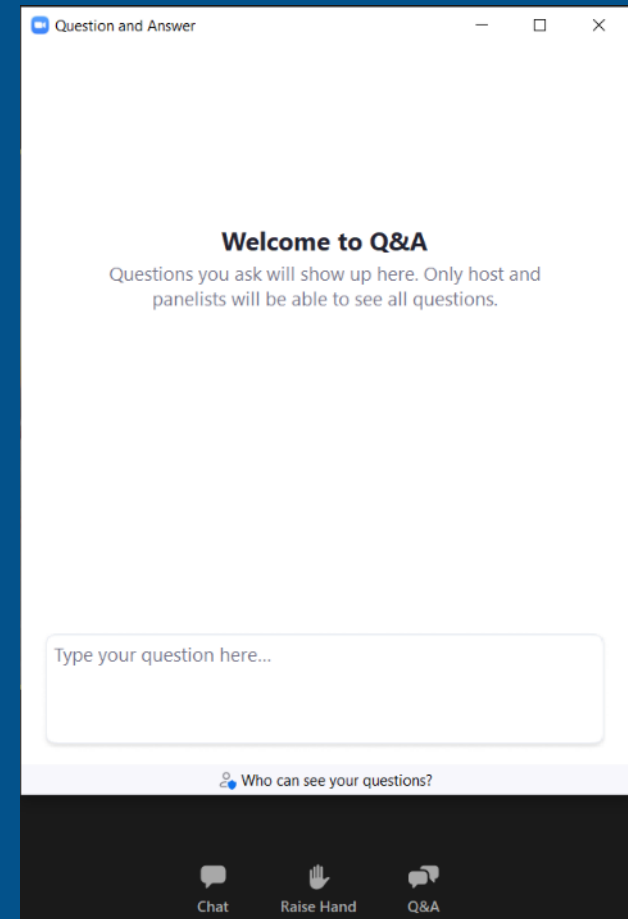 Question and Answer
Welcome to Q&A
Questions you ask will show up here. Only host and
panelists will be able to see all questions.
Type your question here...
Who can see your questions?
Chat Raise Hand Q&A